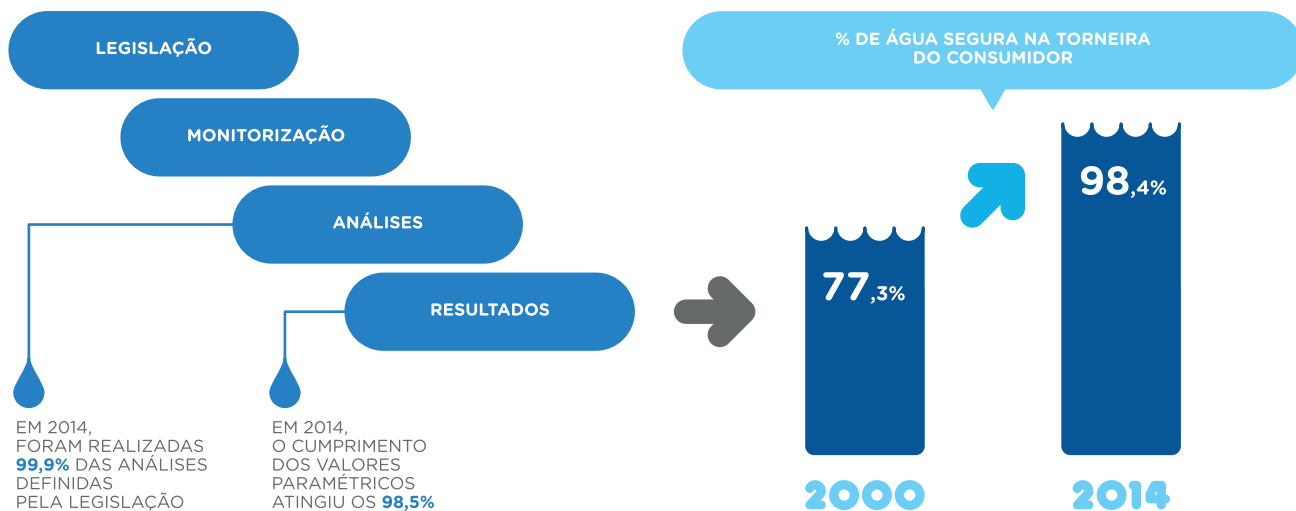 LEGISLAÇÃO
MONITORIZAÇÃO
ANÁLISES
RESULTADOS
EM 2014,
FORAM REALIZADAS
99,9% DAS ANÁLISES
DEFINIDAS
PELA LEGISLAÇÃO
EM 2014,
O CUMPRIMENTO
DOS VALORES
PARAMÉTRICOS
ATINGIU OS 98,5%
% DE ÁGUA SEGURA NA TORNEIRA
DO CONSUMIDOR
77,3%
98,4%
2000
2014